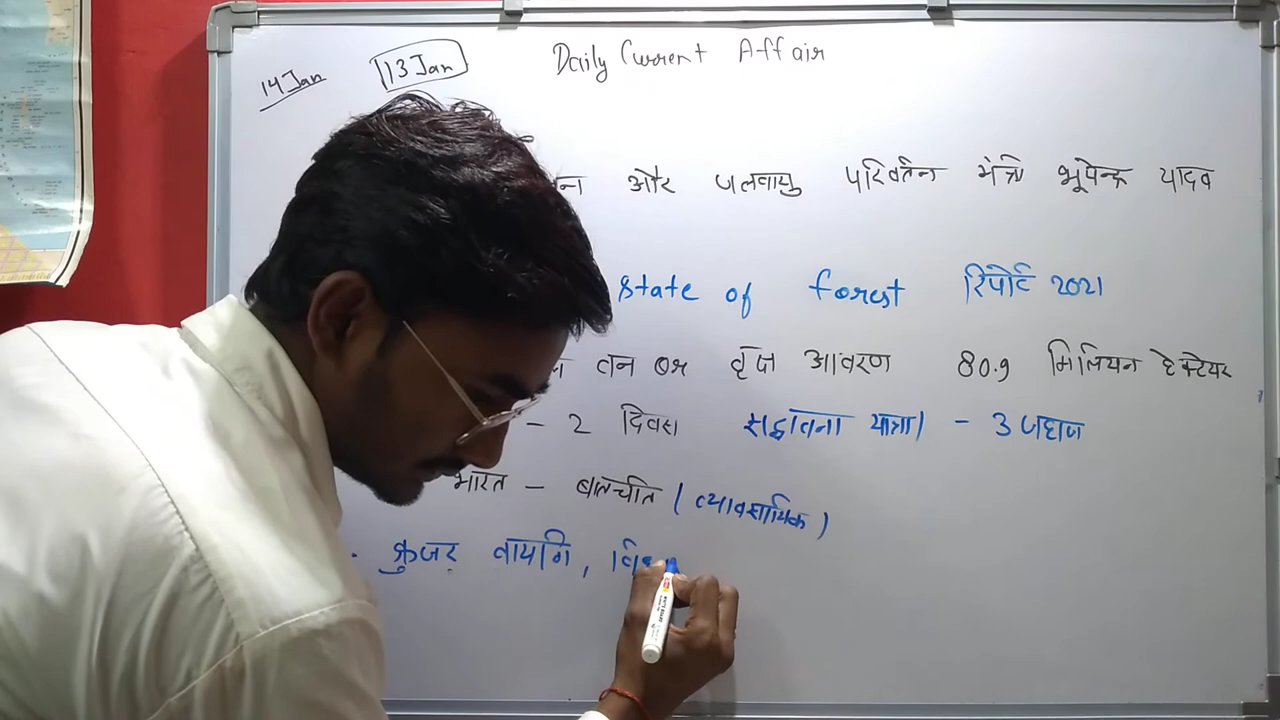 14 Jan 13 Jan Daily Current Affair
न और जलवायु परिवर्तन मंत्रि भूपेन्द्र यादव
State of forest रिपोर्ट 2021
वन और वृक्ष आवरण 80.9 मिलियन हेक्टेयर
- 2 दिवस सद्भावना यात्रा - 3 जहाज
भारत - बातचीत (व्यावसायिक)
क्रुजर वायगि, वि